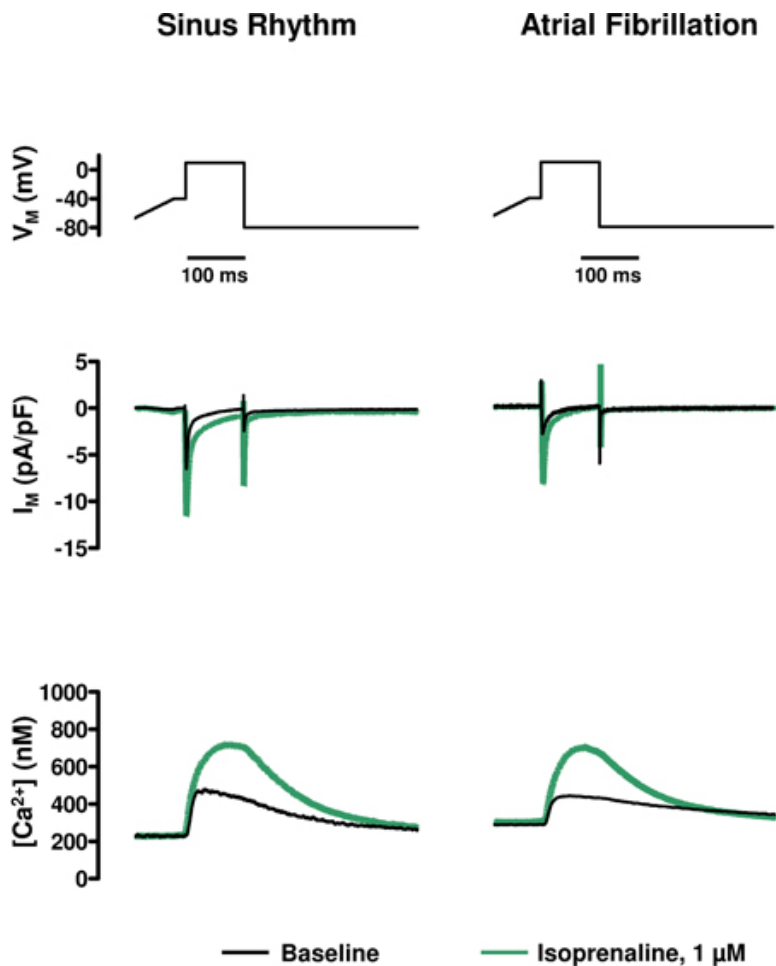 Sinus Rhythm
Atrial Fibrillation
V_M (mV)
0
-40
-80
100 ms
100 ms
I_M (pA/pF)
5
0
-5
-10
-15
[Ca²⁺] (nM)
1000
800
600
400
200
0
Baseline
Isoprenaline, 1 µM